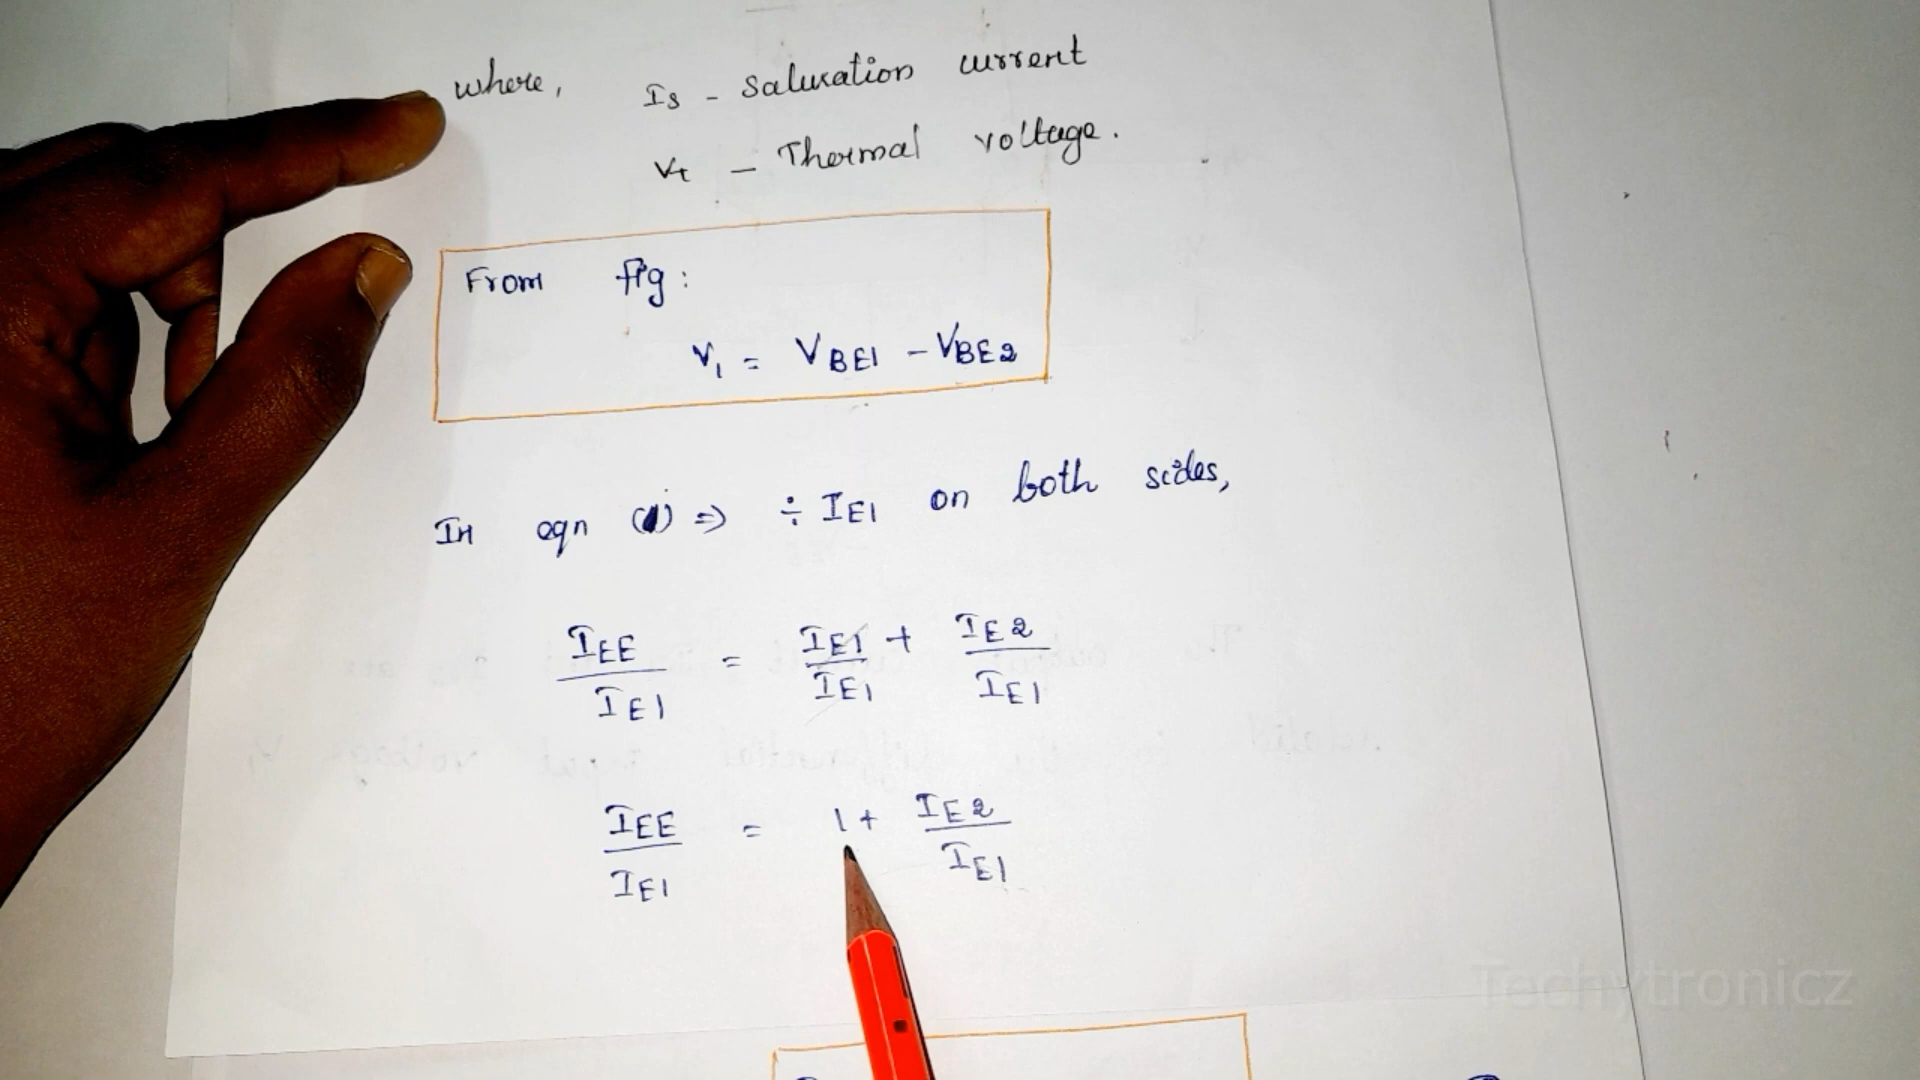 where, Is - Saturation current
Vt - Thermal voltage.
From fig:
V1 = VBE1 - VBE2
In eqn (1) => ÷ IE1 on both sides,
IEE/IE1 = IE1/IE1 + IE2/IE1
IEE/IE1 = 1 + IE2/IE1
Techytronicz